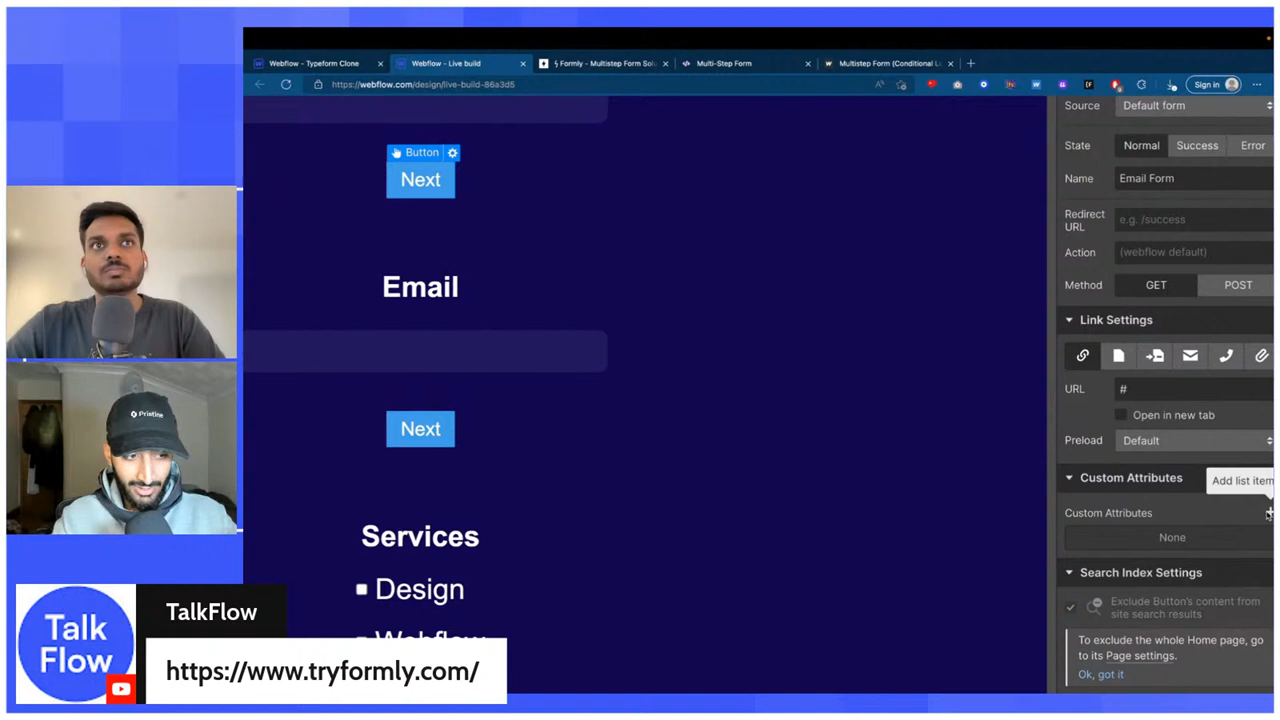 Webflow - Typeform Clone
Webflow - Live build
Formly - Multistep Form Solu
Multi-Step Form
Multistep Form (Conditional Lo
https://webflow.com/design/live-build-86a3d5
Sign in
Button
Next
Email
Next
Services
Design
Webflow
Source Default form
State Normal Success Error
Name Email Form
Redirect URL e.g. /success
Action (webflow default)
Method GET POST
Link Settings
URL #
Open in new tab
Preload Default
Custom Attributes
Add list item
Custom Attributes
None
Search Index Settings
Exclude Button's content from
site search results
To exclude the whole Home page, go
to its Page settings.
Ok, got it
Pristine
Talk
Flow
TalkFlow
https://www.tryformly.com/